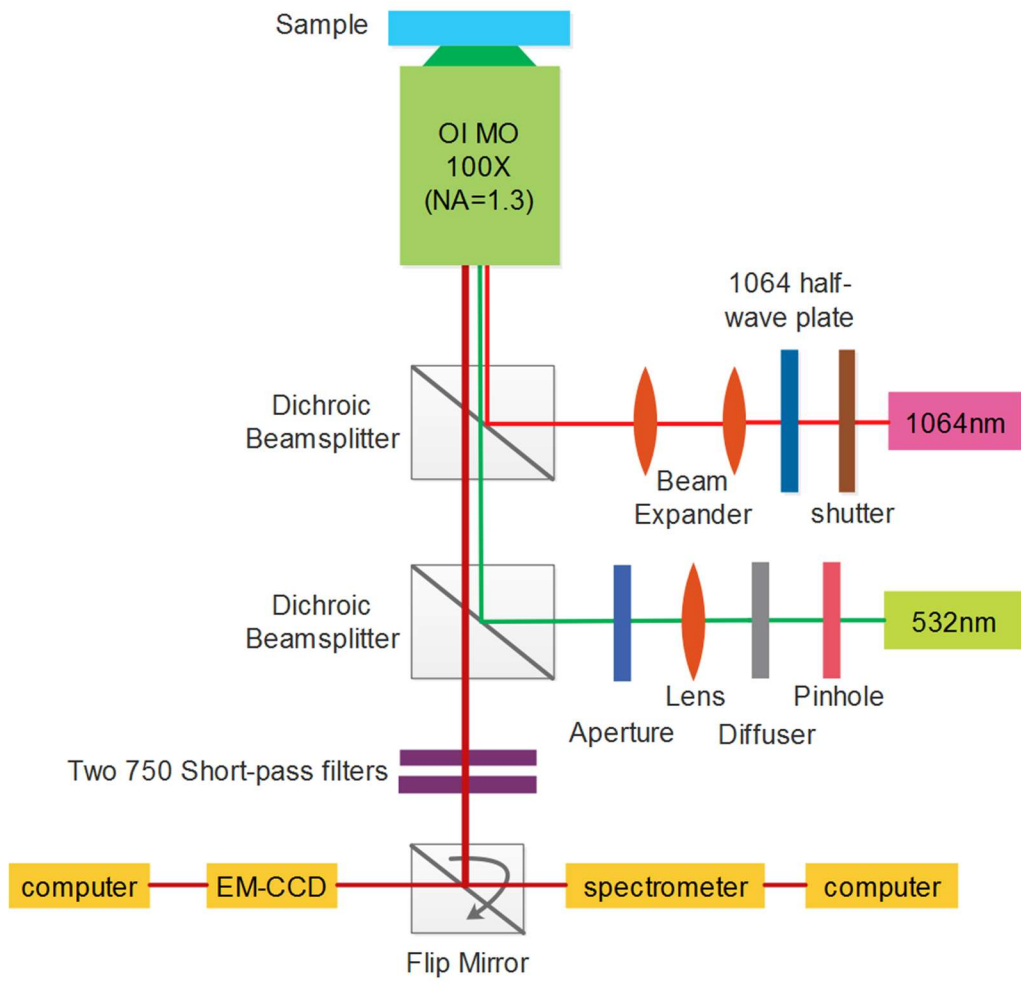 Sample
OI MO
100X
(NA=1.3)
1064 half-
wave plate
Dichroic
Beamsplitter
1064nm
Beam
Expander
shutter
Dichroic
Beamsplitter
532nm
Lens
Pinhole
Aperture
Diffuser
Two 750 Short-pass filters
computer
EM-CCD
spectrometer
computer
Flip Mirror